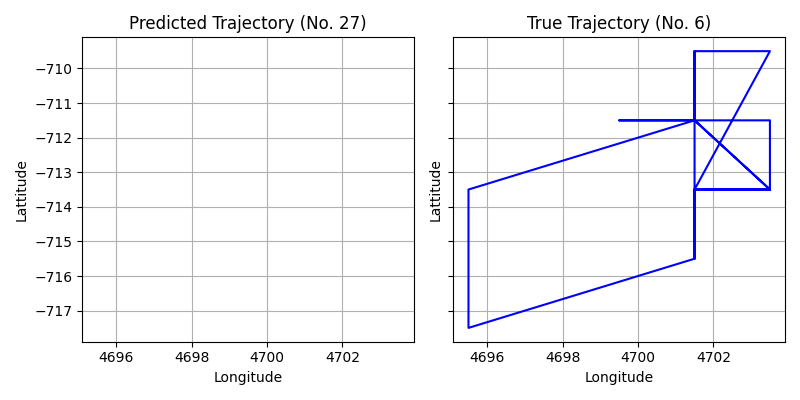 Predicted Trajectory (No. 27)
True Trajectory (No. 6)
Lattitude
−710
−711
−712
−713
−714
−715
−716
−717
4696 4698 4700 4702
Longitude
Lattitude
4696 4698 4700 4702
Longitude